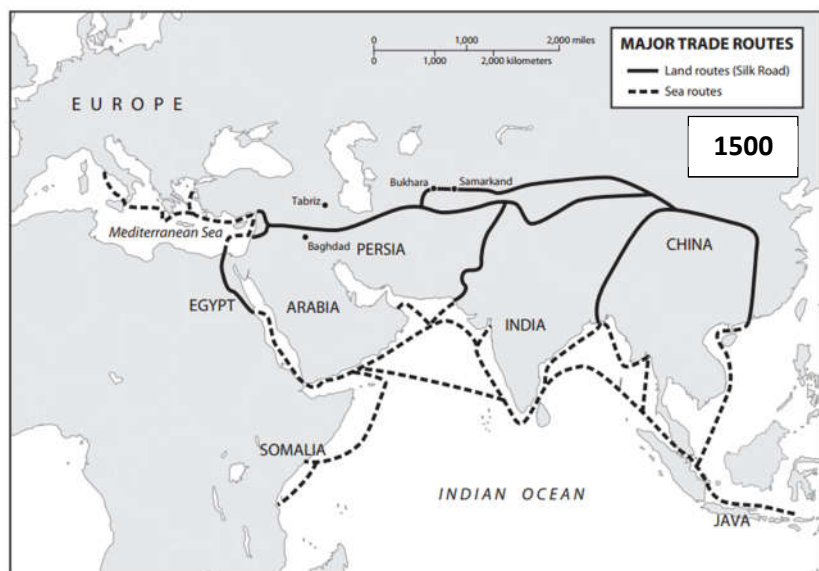 0 1,000 2,000 miles
0 1,000 2,000 kilometers
MAJOR TRADE ROUTES
Land routes (Silk Road)
Sea routes
1500
EUROPE
Tabriz
Bukhara
Samarkand
Mediterranean Sea
Baghdad
PERSIA
CHINA
EGYPT
ARABIA
INDIA
SOMALIA
INDIAN OCEAN
JAVA